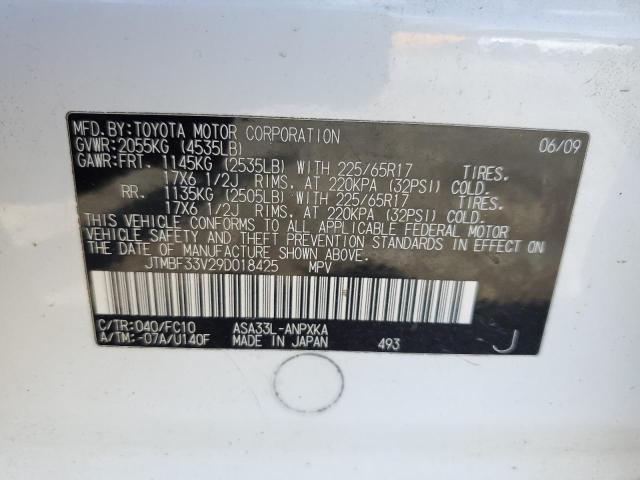 MFD. BY: TOYOTA MOTOR CORPORATION 06/09
GVWR: 2055KG (4535LB)
GAWR: FRT. 1145KG (2535LB) WITH 225/65R17 TIRES.
17X6 1/2J RIMS. AT 220KPA (32PSI) COLD.
RR. 1135KG (2505LB) WITH 225/65R17 TIRES.
17X6 1/2J RIMS. AT 220KPA (32PSI) COLD.
THIS VEHICLE CONFORMS TO ALL APPLICABLE FEDERAL MOTOR
VEHICLE SAFETY AND THEFT PREVENTION STANDARDS IN EFFECT ON
THE DATE OF MANUFACTURE SHOWN ABOVE.
JTMBF33V29D018425 MPV
C/TR: 040/FC10 ASA33L-ANPXKA
A/TM: -07A/U140F MADE IN JAPAN 493 J